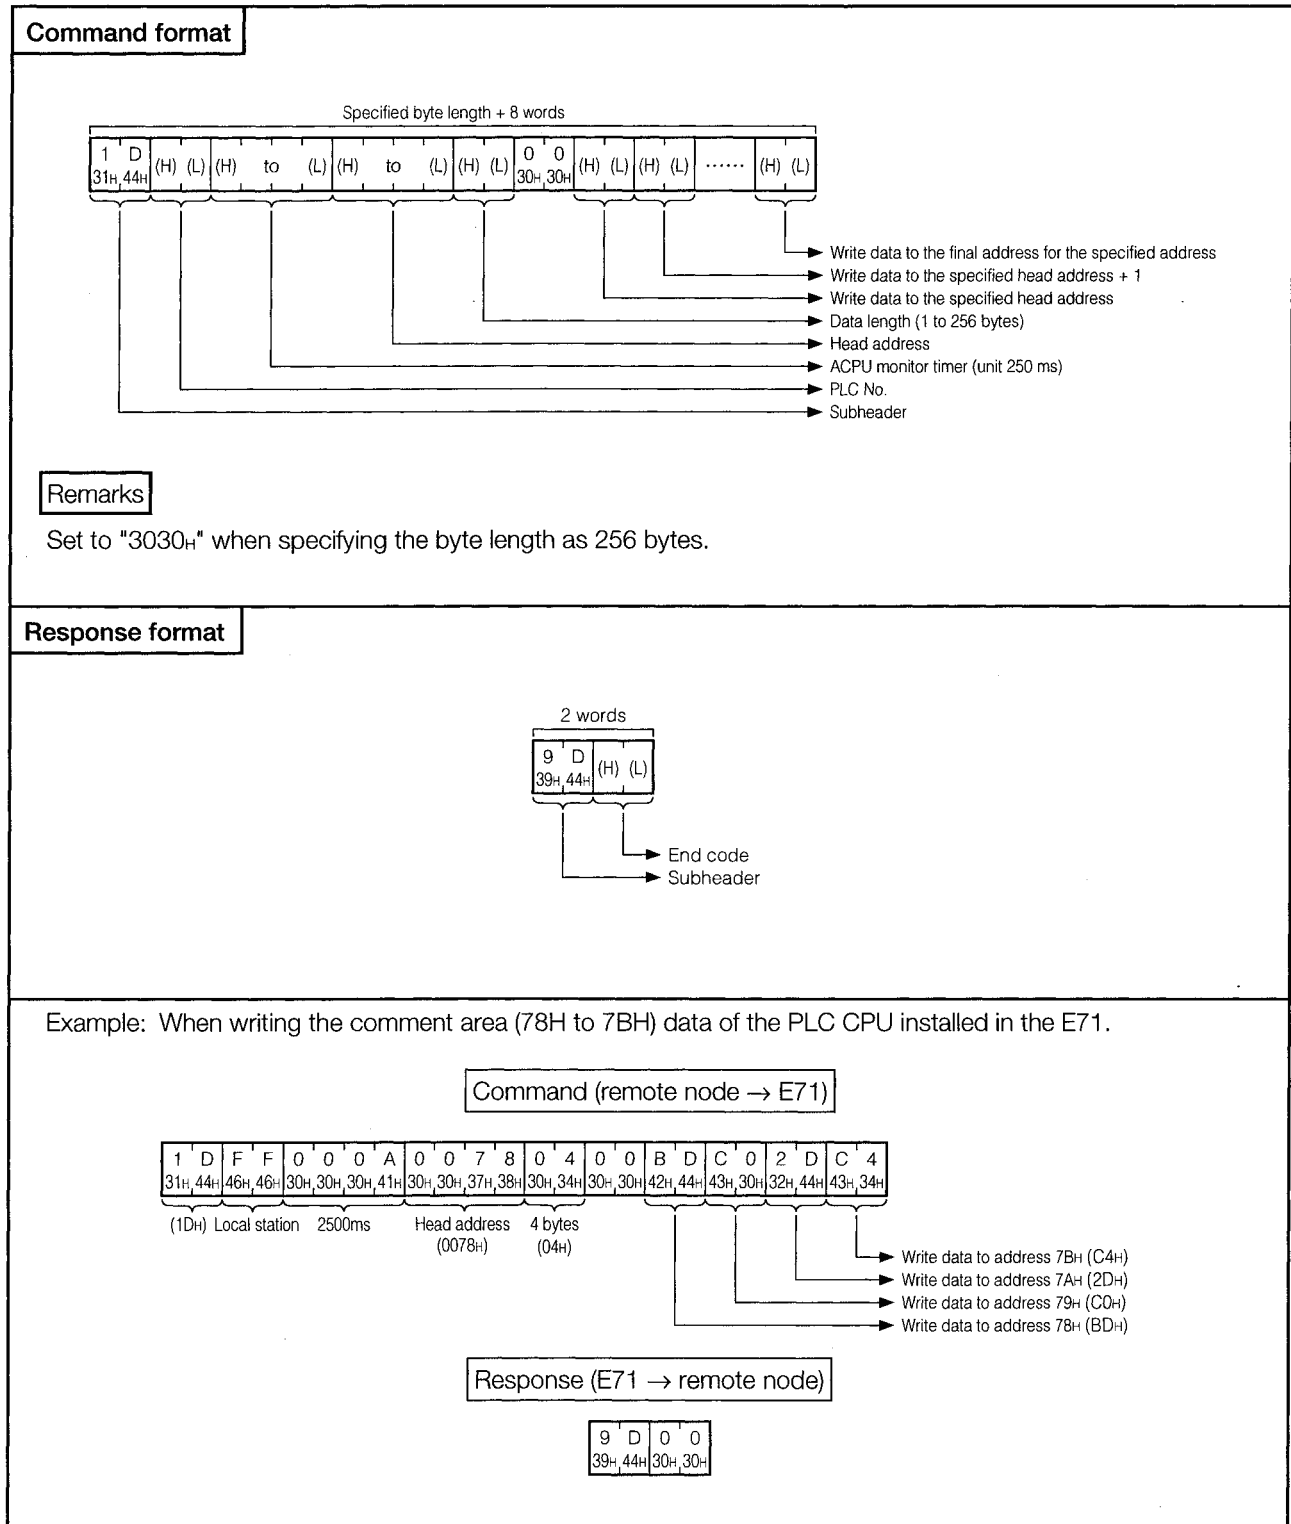 Command format
Specified byte length + 8 words
1 D (H) (L) (H) to (L) (H) to (L) (H) (L) 0 0 (H) (L) (H) (L) ...... (H) (L)
31H 44H 30H 30H
Write data to the final address for the specified address
Write data to the specified head address + 1
Write data to the specified head address
Data length (1 to 256 bytes)
Head address
ACPU monitor timer (unit 250 ms)
PLC No.
Subheader
Remarks
Set to "3030H" when specifying the byte length as 256 bytes.
Response format
2 words
9 D (H) (L)
39H 44H
End code
Subheader
Example: When writing the comment area (78H to 7BH) data of the PLC CPU installed in the E71.
Command (remote node → E71)
1 D F F 0 0 0 A 0 0 7 8 0 4 0 0 B D C 0 2 D C 4
31H 44H 46H 46H 30H 30H 30H 41H 30H 30H 37H 38H 30H 34H 30H 30H 42H 44H 43H 30H 32H 44H 43H 34H
(1DH) Local station 2500ms Head address 4 bytes
(0078H) (04H)
Write data to address 7BH (C4H)
Write data to address 7AH (2DH)
Write data to address 79H (C0H)
Write data to address 78H (BDH)
Response (E71 → remote node)
9 D 0 0
39H 44H 30H 30H